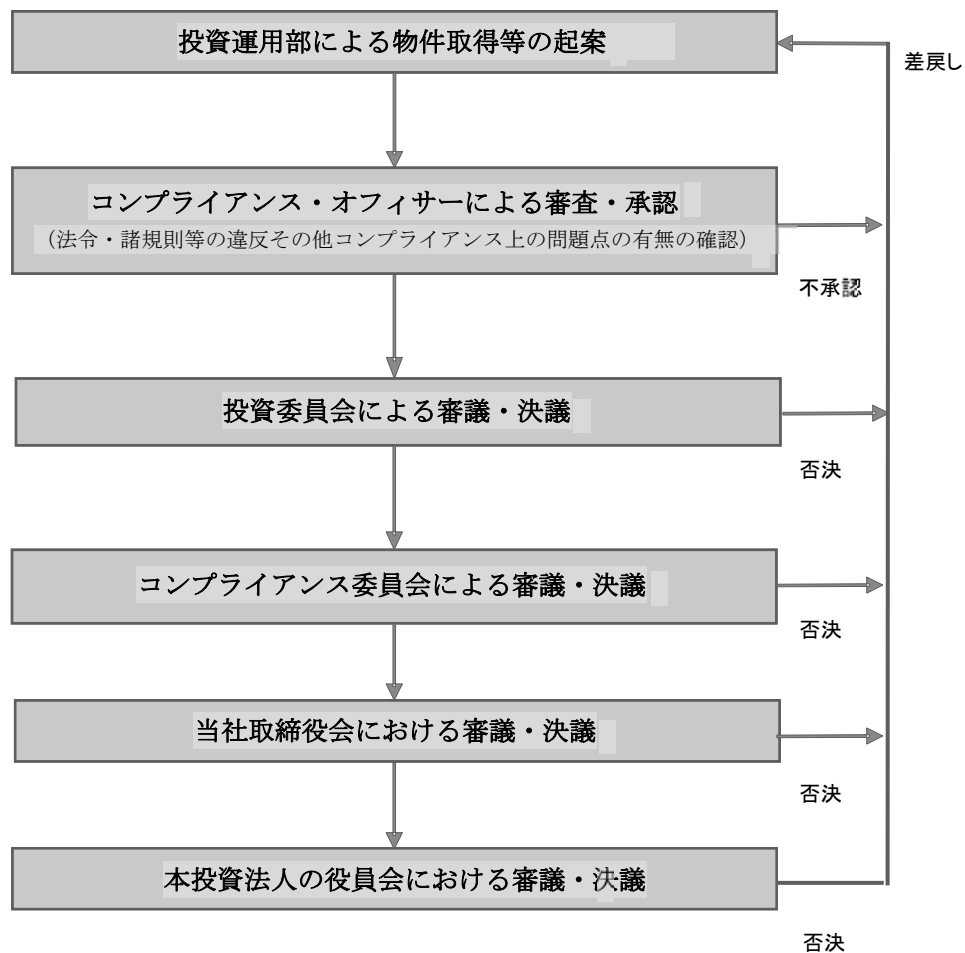 投資運用部による物件取得等の起案
差戻し
コンプライアンス・オフィサーによる審査・承認
（法令・諸規則等の違反その他コンプライアンス上の問題点の有無の確認）
不承認
投資委員会による審議・決議
否決
コンプライアンス委員会による審議・決議
否決
当社取締役会における審議・決議
否決
本投資法人の役員会における審議・決議
否決